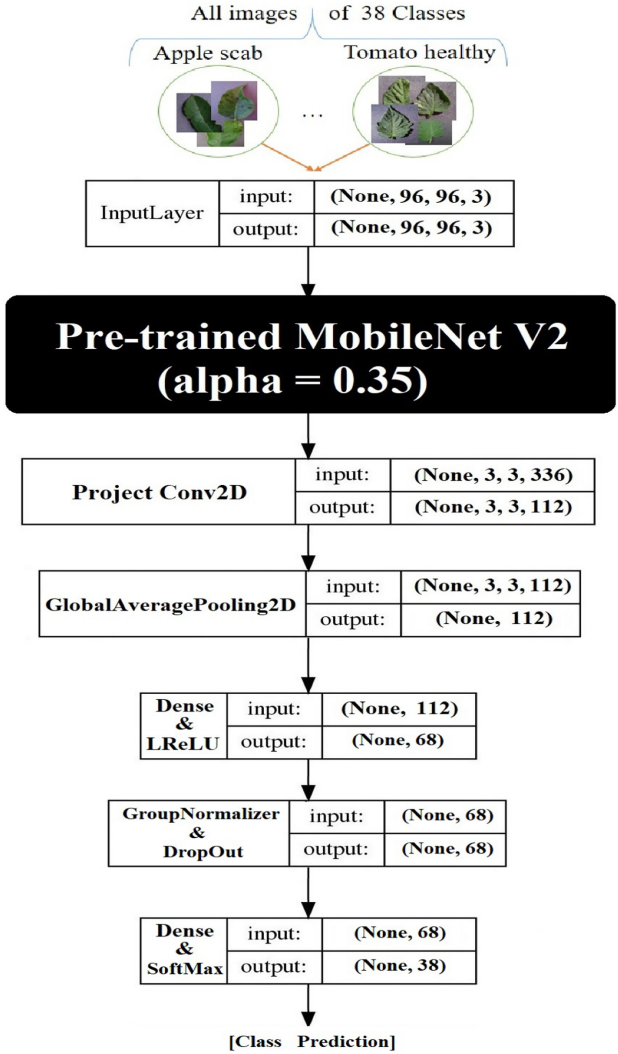 All images of 38 Classes
Apple scab Tomato healthy
...
InputLayer
input: (None, 96, 96, 3)
output: (None, 96, 96, 3)
Pre-trained MobileNet V2
(alpha = 0.35)
Project Conv2D
input: (None, 3, 3, 336)
output: (None, 3, 3, 112)
GlobalAveragePooling2D
input: (None, 3, 3, 112)
output: (None, 112)
Dense
&
LReLU
input: (None, 112)
output: (None, 68)
GroupNormalizer
&
DropOut
input: (None, 68)
output: (None, 68)
Dense
&
SoftMax
input: (None, 68)
output: (None, 38)
[Class Prediction]